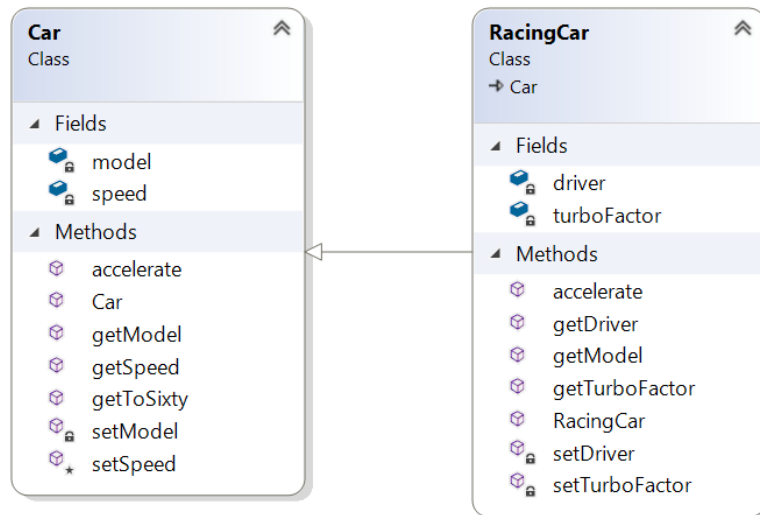 Car
Class
Fields
model
speed
Methods
accelerate
Car
getModel
getSpeed
getToSixty
setModel
setSpeed
RacingCar
Class
Car
Fields
driver
turboFactor
Methods
accelerate
getDriver
getModel
getTurboFactor
RacingCar
setDriver
setTurboFactor